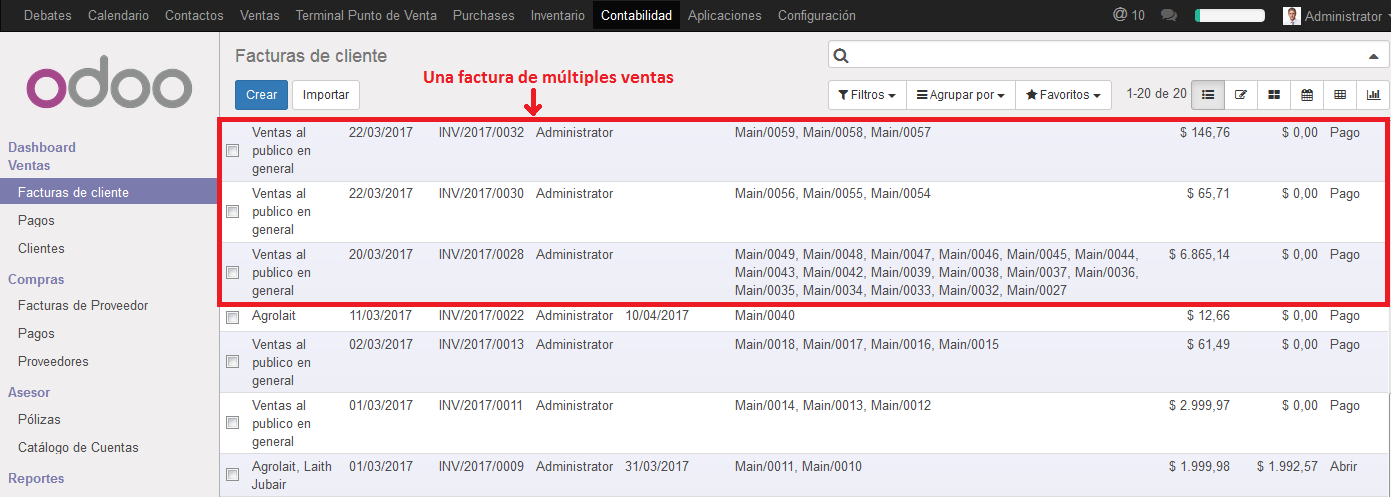 Debates Calendario Contactos Ventas Terminal Punto de Venta Purchases Inventario Contabilidad Aplicaciones Configuración @ 10 Administrator
odoo
Dashboard
Ventas
Facturas de cliente
Pagos
Clientes
Compras
Facturas de Proveedor
Pagos
Proveedores
Asesor
Pólizas
Catálogo de Cuentas
Reportes
Facturas de cliente
Una factura de múltiples ventas
Crear Importar Filtros Agrupar por Favoritos 1-20 de 20
Ventas al 22/03/2017 INV/2017/0032 Administrator Main/0059, Main/0058, Main/0057 $ 146,76 $ 0,00 Pago
publico en
general
Ventas al 22/03/2017 INV/2017/0030 Administrator Main/0056, Main/0055, Main/0054 $ 65,71 $ 0,00 Pago
publico en
general
Ventas al 20/03/2017 INV/2017/0028 Administrator Main/0049, Main/0048, Main/0047, Main/0046, Main/0045, Main/0044, $ 6.865,14 $ 0,00 Pago
publico en Main/0043, Main/0042, Main/0039, Main/0038, Main/0037, Main/0036,
general Main/0035, Main/0034, Main/0033, Main/0032, Main/0027
Agrolait 11/03/2017 INV/2017/0022 Administrator 10/04/2017 Main/0040 $ 12,66 $ 0,00 Pago
Ventas al 02/03/2017 INV/2017/0013 Administrator Main/0018, Main/0017, Main/0016, Main/0015 $ 61,49 $ 0,00 Pago
publico en
general
Ventas al 01/03/2017 INV/2017/0011 Administrator Main/0014, Main/0013, Main/0012 $ 2.999,97 $ 0,00 Pago
publico en
general
Agrolait, Laith 01/03/2017 INV/2017/0009 Administrator 31/03/2017 Main/0011, Main/0010 $ 1.999,98 $ 1.992,57 Abrir
Jubair